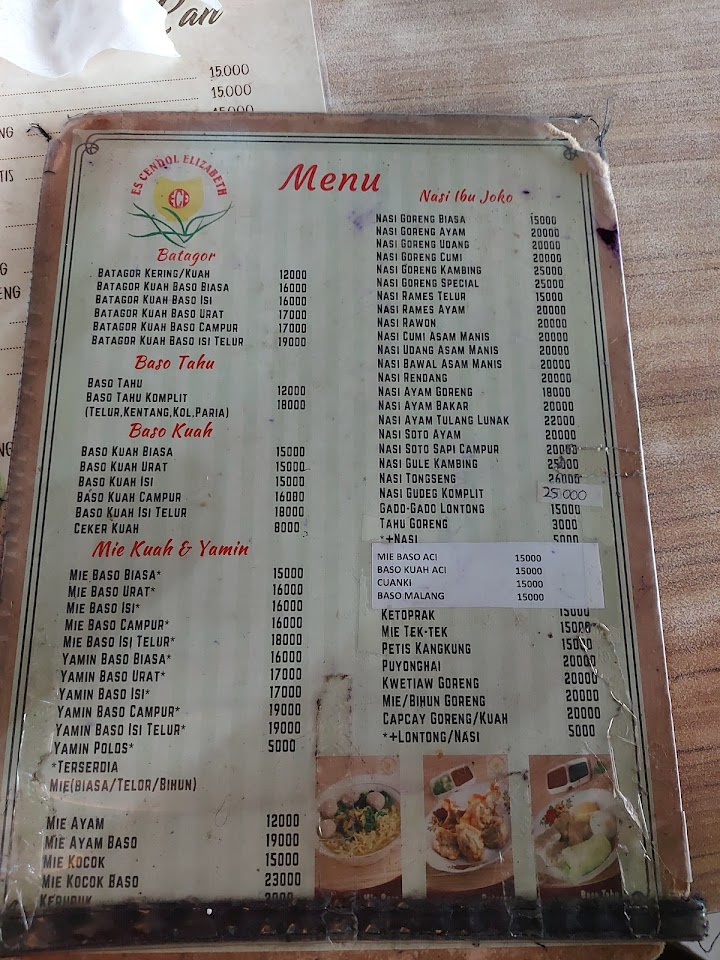 15.000
15.000
15.000
ES CENDOL ELIZABETH
ECE
Menu
Batagor
BATAGOR KERING/KUAH 12000
BATAGOR KUAH BASO BIASA 16000
BATAGOR KUAH BASO ISI 16000
BATAGOR KUAH BASO URAT 17000
BATAGOR KUAH BASO CAMPUR 17000
BATAGOR KUAH BASO ISI TELUR 19000
Baso Tahu
BASO TAHU 12000
BASO TAHU KOMPLIT 18000
(TELUR,KENTANG,KOL,PARIA)
Baso Kuah
BASO KUAH BIASA 15000
BASO KUAH URAT 15000
BASO KUAH ISI 15000
BASO KUAH CAMPUR 16000
BASO KUAH ISI TELUR 18000
CEKER KUAH 8000
Mie Kuah & Yamin
MIE BASO BIASA* 15000
MIE BASO URAT* 16000
MIE BASO ISI* 16000
MIE BASO CAMPUR* 16000
MIE BASO ISI TELUR* 18000
YAMIN BASO BIASA* 16000
YAMIN BASO URAT* 17000
YAMIN BASO ISI* 17000
YAMIN BASO CAMPUR* 19000
YAMIN BASO ISI TELUR* 19000
YAMIN POLOS* 5000
*TERSERDIA
MIE(BIASA/TELOR/BIHUN)
MIE AYAM 12000
MIE AYAM BASO 19000
MIE KOCOK 15000
MIE KOCOK BASO 23000
KERUPUK
Nasi Ibu Joko
NASI GORENG BIASA 15000
NASI GORENG AYAM 20000
NASI GORENG UDANG 20000
NASI GORENG CUMI 20000
NASI GORENG KAMBING 25000
NASI GORENG SPECIAL 25000
NASI RAMES TELUR 15000
NASI RAMES AYAM 20000
NASI RAWON 20000
NASI CUMI ASAM MANIS 20000
NASI UDANG ASAM MANIS 20000
NASI BAWAL ASAM MANIS 20000
NASI RENDANG 20000
NASI AYAM GORENG 18000
NASI AYAM BAKAR 20000
NASI AYAM TULANG LUNAK 22000
NASI SOTO AYAM 20000
NASI SOTO SAPI CAMPUR 20000
NASI GULE KAMBING 25000
NASI TONGSENG 26000
NASI GUDEG KOMPLIT 25.000
GADO-GADO LONTONG 15000
TAHU GORENG 3000
*+NASI 5000
MIE BASO ACI 15000
BASO KUAH ACI 15000
CUANKI 15000
BASO MALANG 15000
KETOPRAK 15000
MIE TEK-TEK 15000
PETIS KANGKUNG 15000
PUYONGHAI 20000
KWETIAW GORENG 20000
MIE/BIHUN GORENG 20000
CAPCAY GORENG/KUAH 20000
*+LONTONG/NASI 5000
Baso Tahu